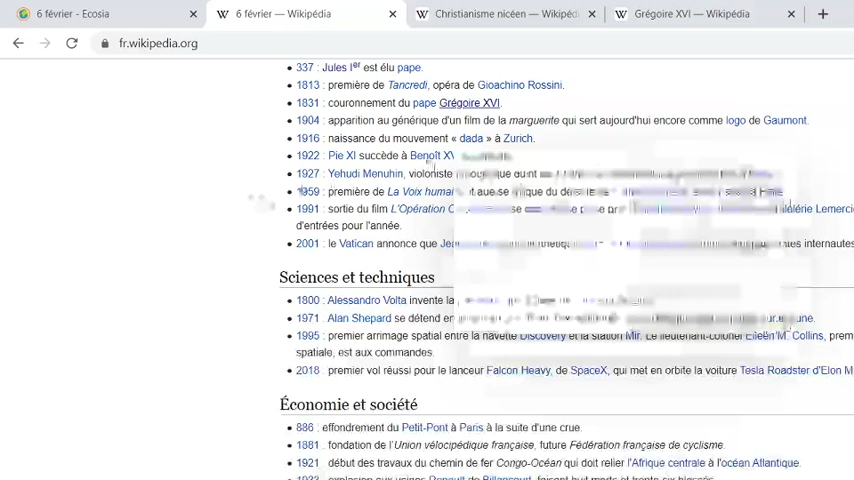 6 février - Ecosia
6 février — Wikipédia
Christianisme nicéen — Wikipéd
Grégoire XVI — Wikipédia
fr.wikipedia.org
337 : Jules Ier est élu pape.
1813 : première de Tancredi, opéra de Gioachino Rossini.
1831 : couronnement du pape Grégoire XVI.
1904 : apparition au générique d'un film de la marguerite qui sert aujourd'hui encore comme logo de Gaumont.
1916 : naissance du mouvement « dada » à Zurich.
1922 : Pie XI succède à Benoît XV
1927 : Yehudi Menuhin, violoniste
1959 : première de La Voix humai
1991 : sortie du film L'Opération C
alérie Lemerci
d'entrées pour l'année.
2001 : le Vatican annonce que
internautes
Sciences et techniques
1800 : Alessandro Volta invente la
1971 : Alan Shepard se détend en
1995 : premier arrimage spatial entre la navette Discovery et la station Mir. Le lieutenant-colonel Eileen M. Collins, prem
spatiale, est aux commandes.
2018 : premier vol réussi pour le lanceur Falcon Heavy, de SpaceX, qui met en orbite la voiture Tesla Roadster d'Elon M
Économie et société
886 : effondrement du Petit-Pont à Paris à la suite d'une crue.
1881 : fondation de l'Union vélocipédique française, future Fédération française de cyclisme.
1921 : début des travaux du chemin de fer Congo-Océan qui doit relier l'Afrique centrale à l'océan Atlantique.